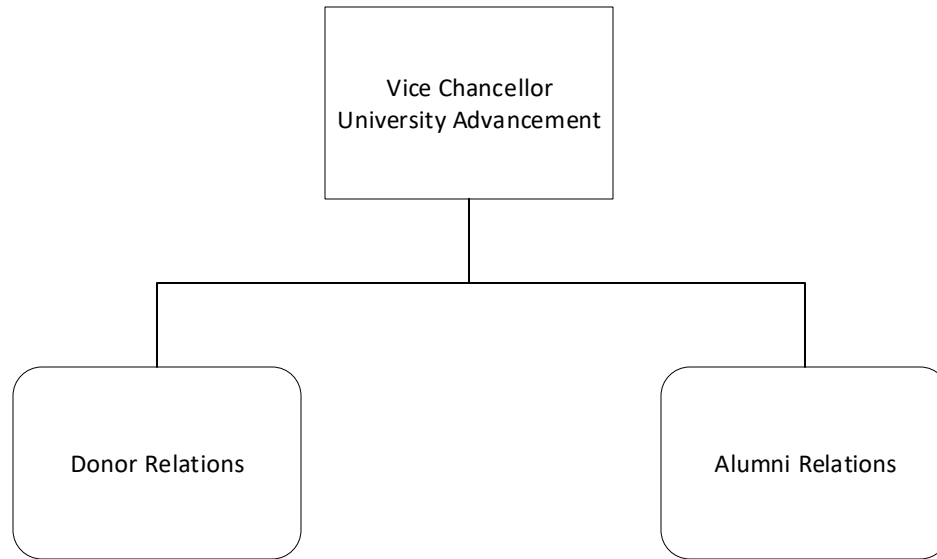 Vice Chancellor
University Advancement
Donor Relations
Alumni Relations